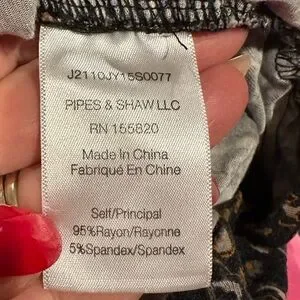 J2110JY15S0077
PIPES & SHAW LLC
RN 155820
Made In China
Fabriqué En Chine
Self/Principal
95%Rayon/Rayonne
5%Spandex/Spandex